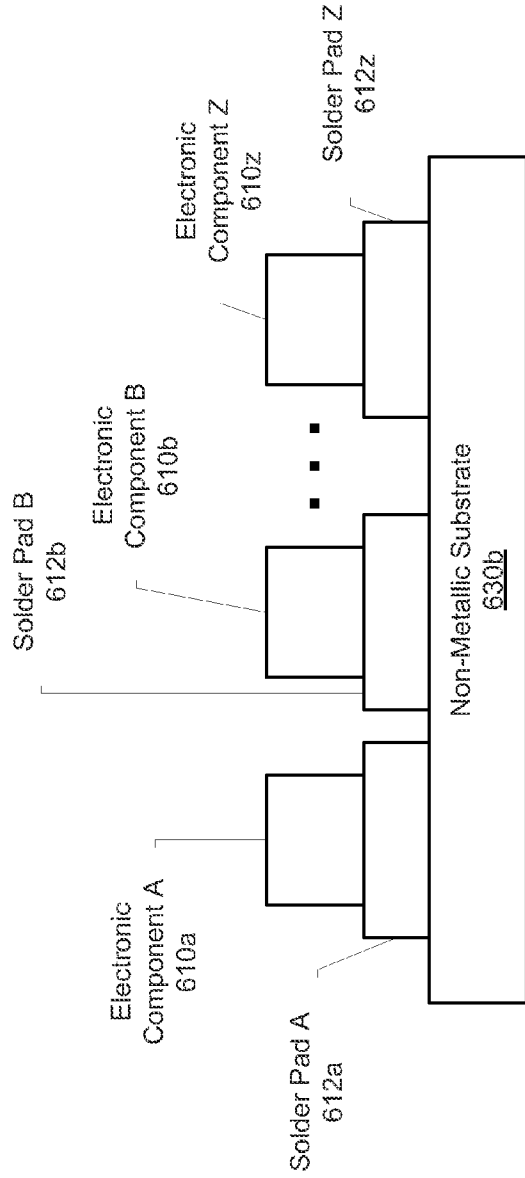 Solder Pad B
612b
Electronic
Component A
610a
Electronic
Component B
610b
Electronic
Component Z
610z
Solder Pad A
612a
Solder Pad Z
612z
Non-Metallic Substrate
630b